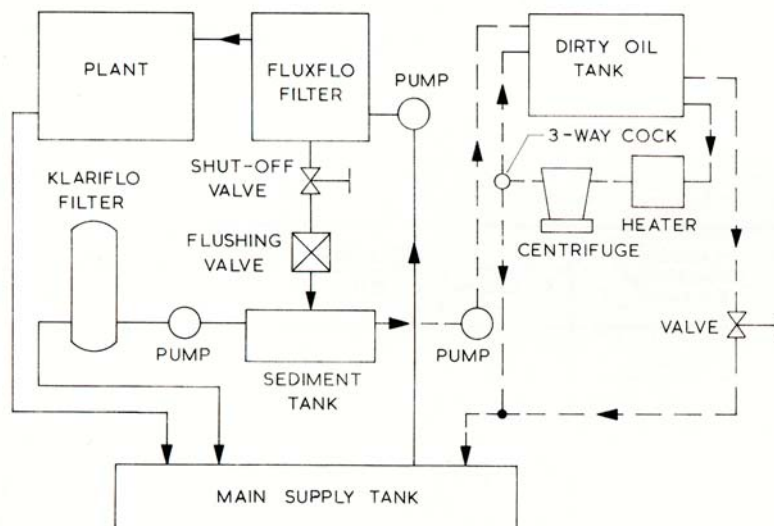 PLANT
FLUXFLO
FILTER
PUMP
DIRTY OIL
TANK
3-WAY COCK
SHUT-OFF
VALVE
KLARIFLO
FILTER
HEATER
FLUSHING
VALVE
CENTRIFUGE
PUMP
SEDIMENT
TANK
PUMP
VALVE
MAIN SUPPLY TANK